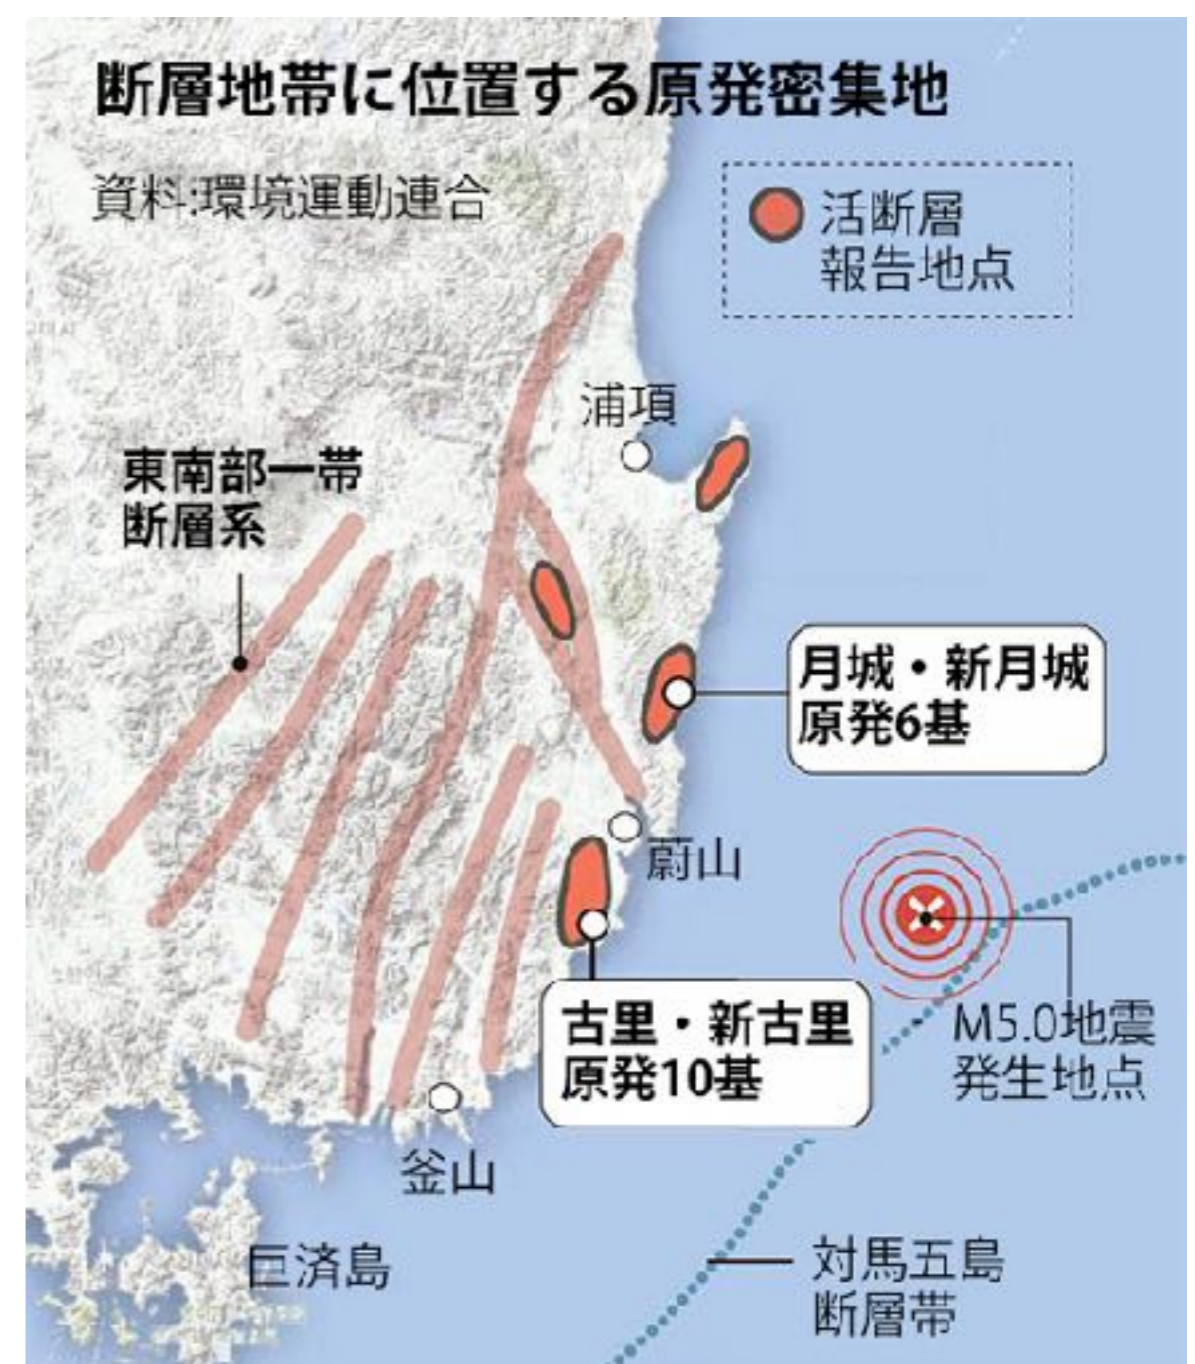 断層地帯に位置する原発密集地
資料:環境運動連合
活断層
報告地点
浦項
東南部一帯
断層系
月城・新月城
原発6基
蔚山
古里・新古里
原発10基
M5.0地震
発生地点
釜山
巨済島
対馬五島
断層帯